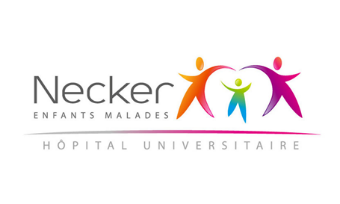 Necker
ENFANTS MALADES
HÔPITAL UNIVERSITAIRE